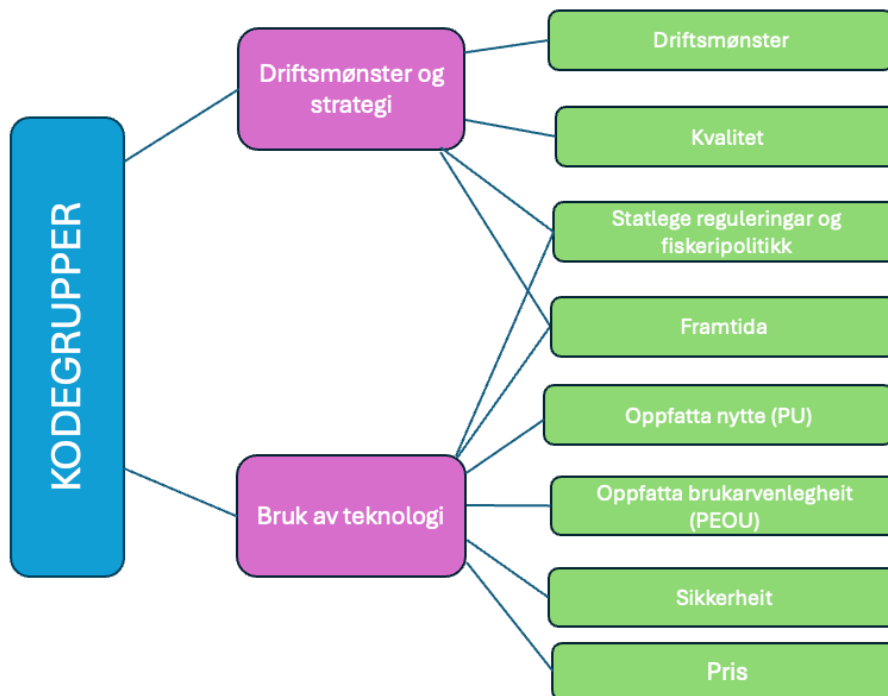 KODEGRUPPER
Driftsmønster og
strategi
Bruk av teknologi
Driftsmønster
Kvalitet
Statlege reguleringar og
fiskeripolitikk
Framtida
Oppfatta nytte (PU)
Oppfatta brukarvenlegheit
(PEOU)
Sikkerheit
Pris